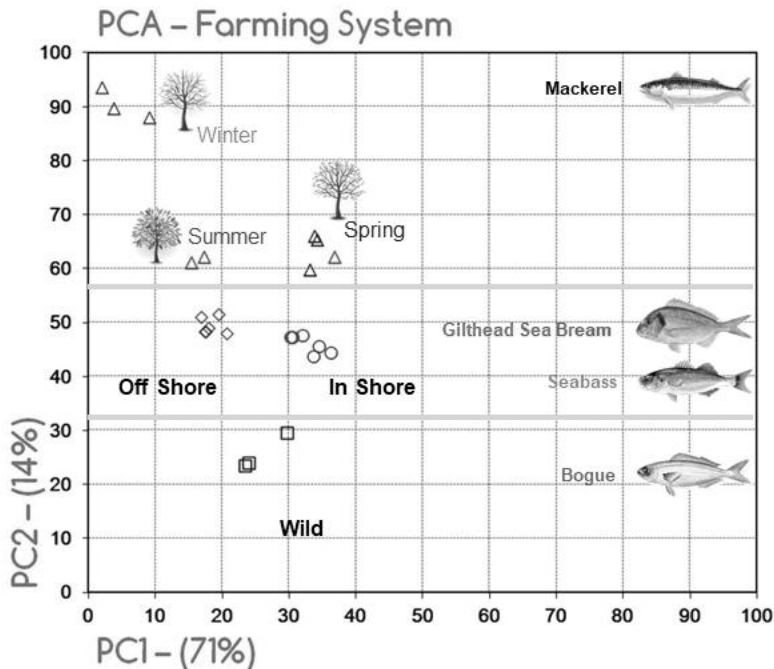 PCA – Farming System
100
90
80
70
60
50
40
30
20
10
0
Mackerel
Winter
Spring
Summer
Gilthead Sea Bream
Off Shore
In Shore
Seabass
Bogue
Wild
PC2 – (14%)
0 10 20 30 40 50 60 70 80 90 100
PC1 – (71%)